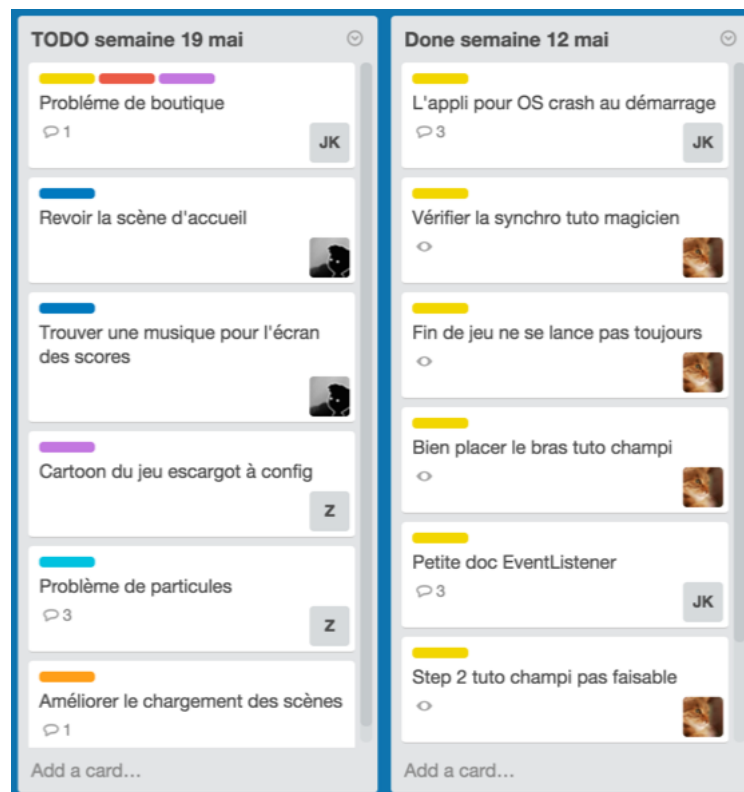 TODO semaine 19 mai
Probléme de boutique
1
JK
Revoir la scène d'accueil
Trouver une musique pour l'écran
des scores
Cartoon du jeu escargot à config
Z
Problème de particules
3
Z
Améliorer le chargement des scènes
1
Add a card...
Done semaine 12 mai
L'appli pour OS crash au démarrage
3
JK
Vérifier la synchro tuto magicien
Fin de jeu ne se lance pas toujours
Bien placer le bras tuto champi
Petite doc EventListener
3
JK
Step 2 tuto champi pas faisable
Add a card...